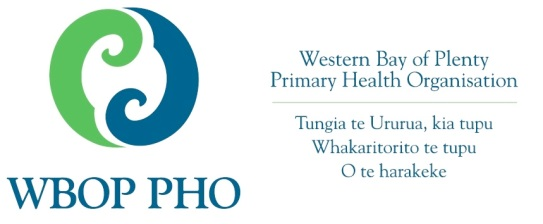 WBOP PHO
Western Bay of Plenty
Primary Health Organisation
Tungia te Ururua, kia tupu
Whakaritorito te tupu
O te harakeke